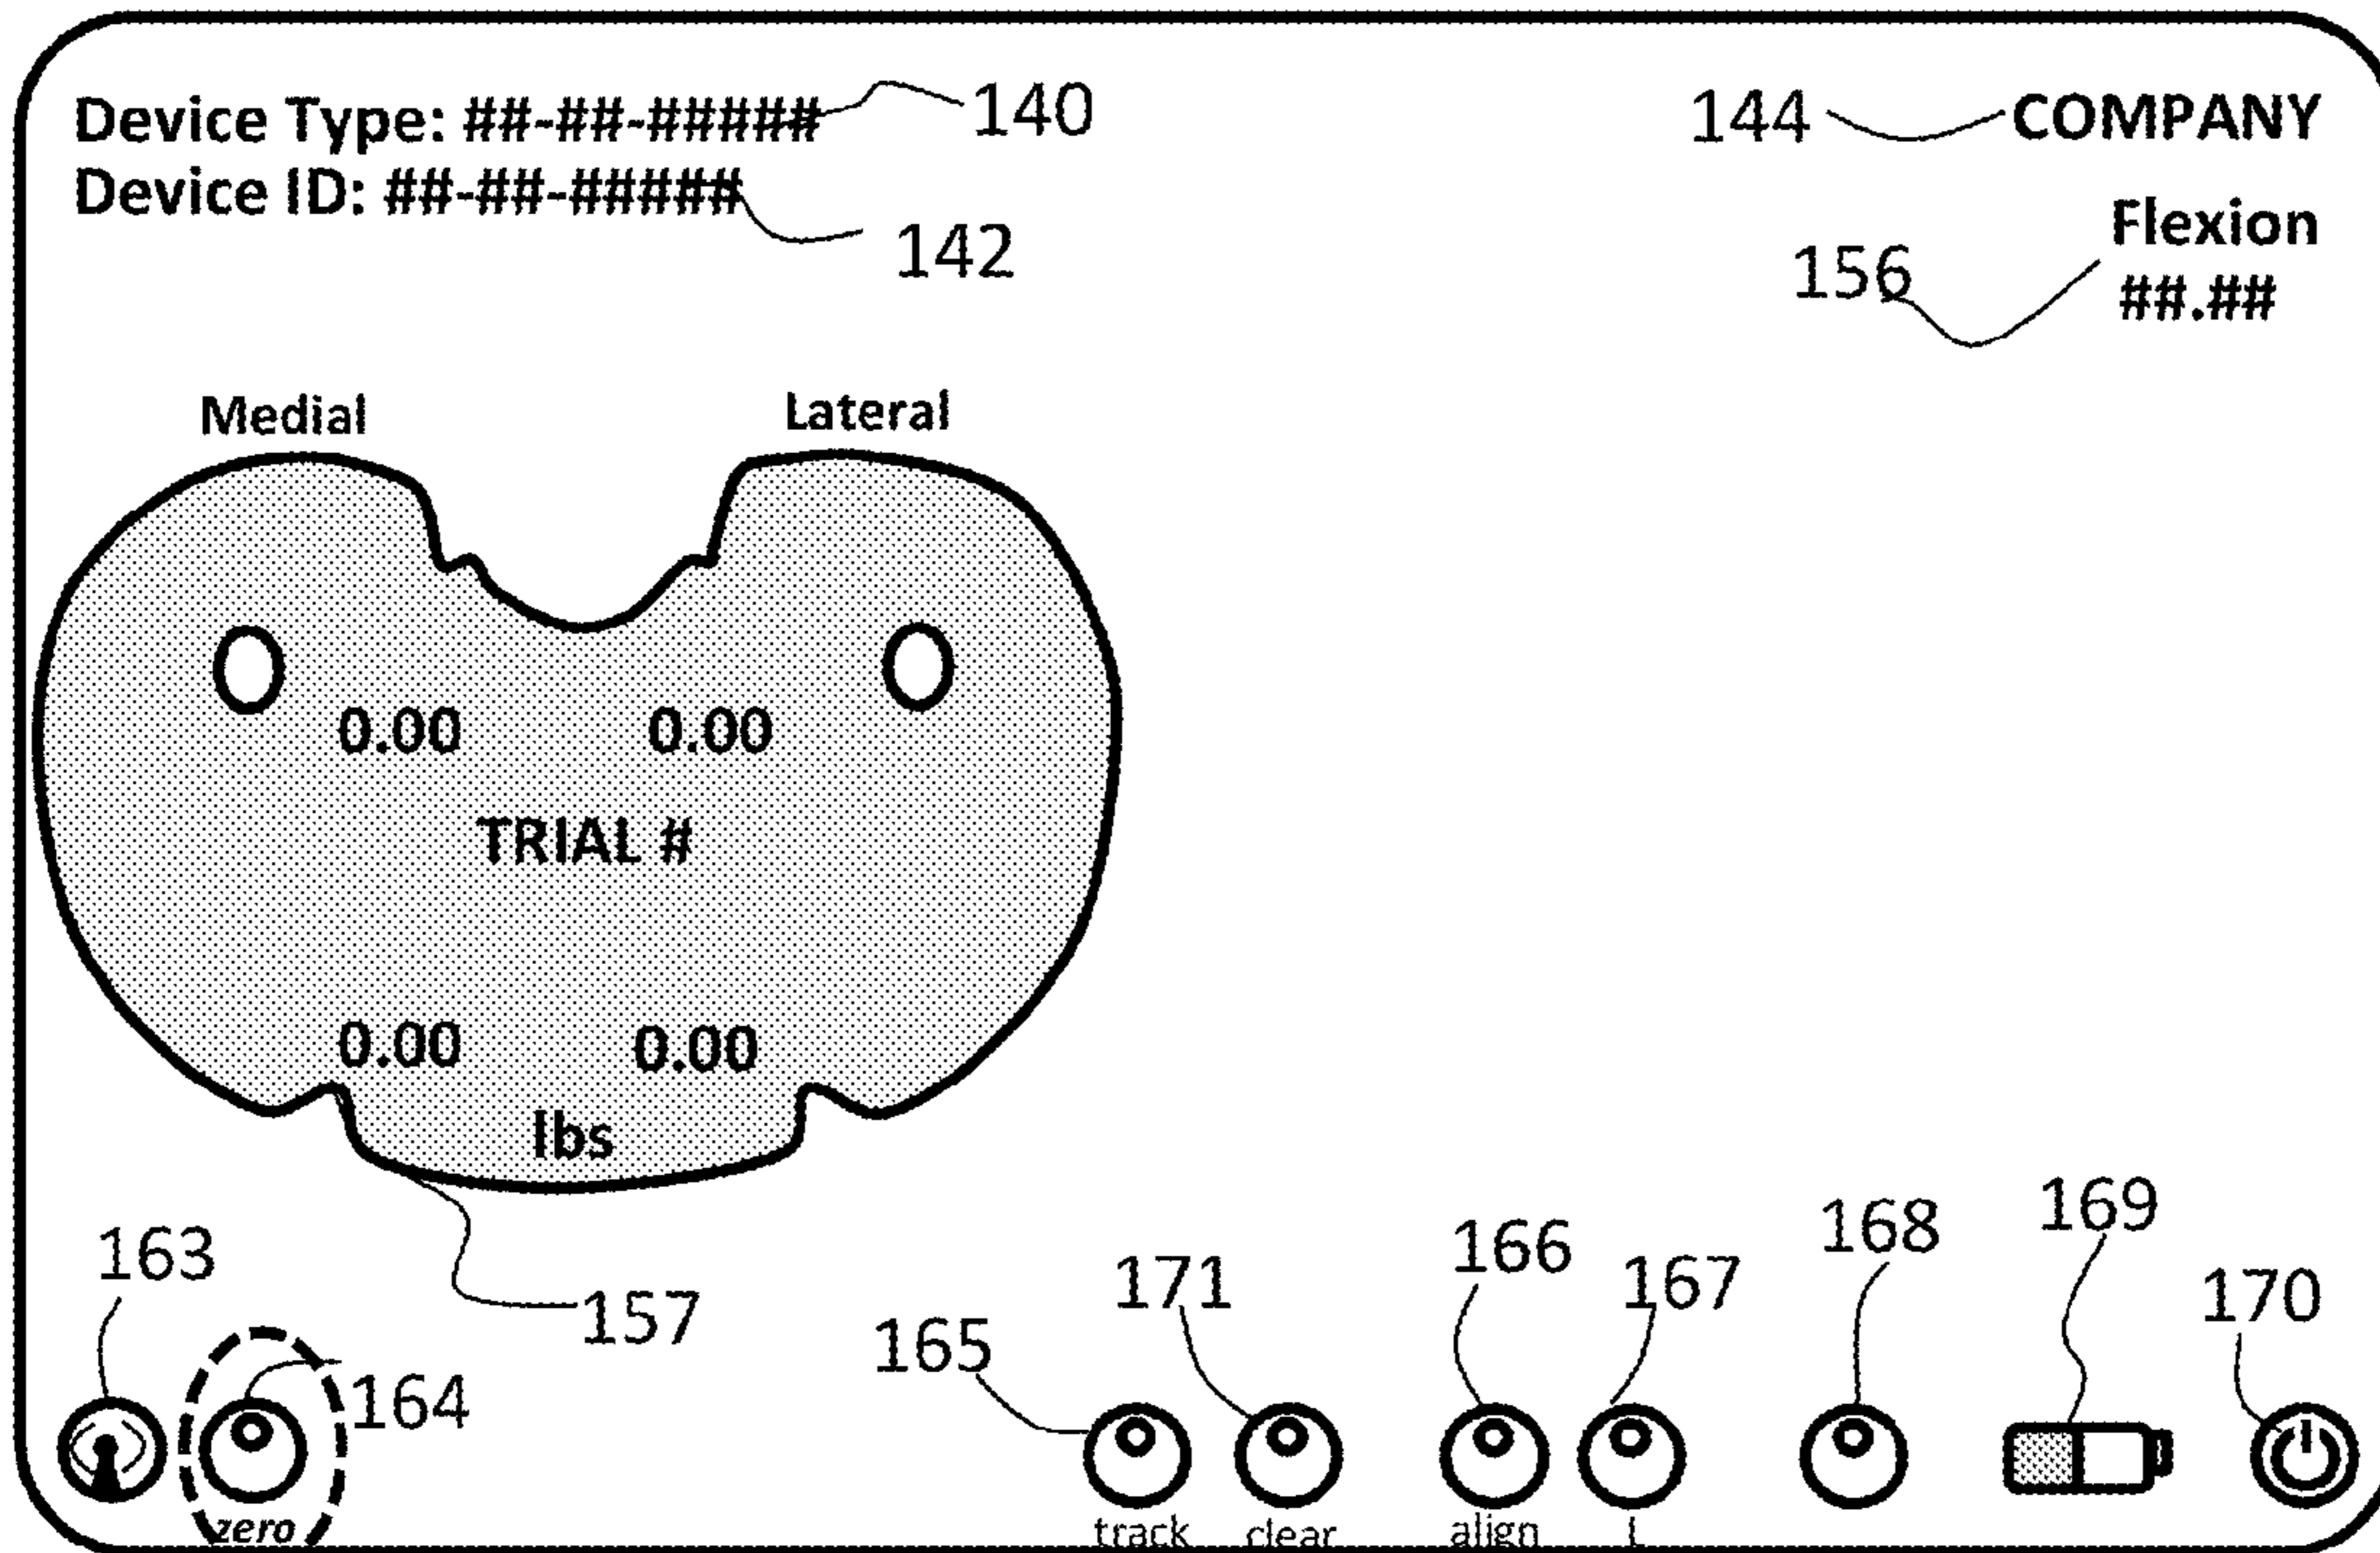 Device Type: ##-##-##### 140 144 COMPANY
Device ID: ##-##-##### 142
Flexion
156 ##.##
Medial Lateral
0.00 0.00
TRIAL #
0.00 0.00
lbs
163 157 171 166 167 168 169 170
164 165
zero track clear align L